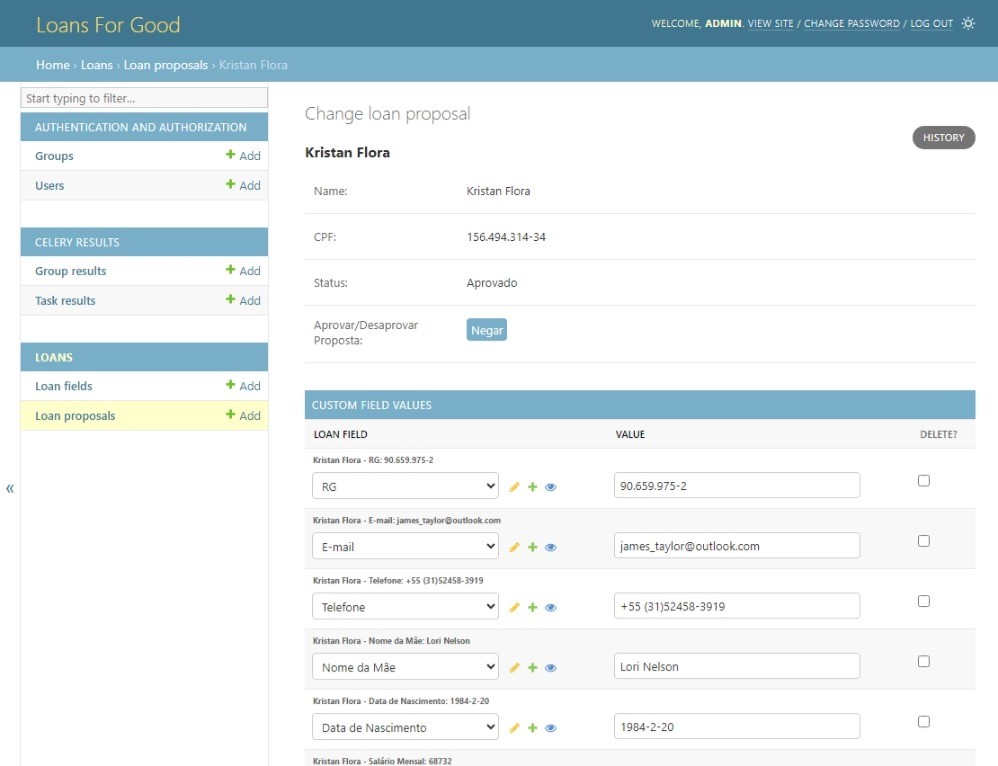 Loans For Good
WELCOME, ADMIN. VIEW SITE / CHANGE PASSWORD / LOG OUT
Home › Loans › Loan proposals › Kristan Flora
Start typing to filter...
AUTHENTICATION AND AUTHORIZATION
Groups + Add
Users + Add
CELERY RESULTS
Group results + Add
Task results + Add
LOANS
Loan fields + Add
Loan proposals + Add
«
Change loan proposal
HISTORY
Kristan Flora
Name: Kristan Flora
CPF: 156.494.314-34
Status: Aprovado
Aprovar/Desaprovar
Proposta:
Negar
CUSTOM FIELD VALUES
LOAN FIELD VALUE DELETE?
Kristan Flora - RG: 90.659.975-2
RG 90.659.975-2
Kristan Flora - E-mail: james_taylor@outlook.com
E-mail james_taylor@outlook.com
Kristan Flora - Telefone: +55 (31)52458-3919
Telefone +55 (31)52458-3919
Kristan Flora - Nome da Mãe: Lori Nelson
Nome da Mãe Lori Nelson
Kristan Flora - Data de Nascimento: 1984-2-20
Data de Nascimento 1984-2-20
Kristan Flora - Salário Mensal: 68732